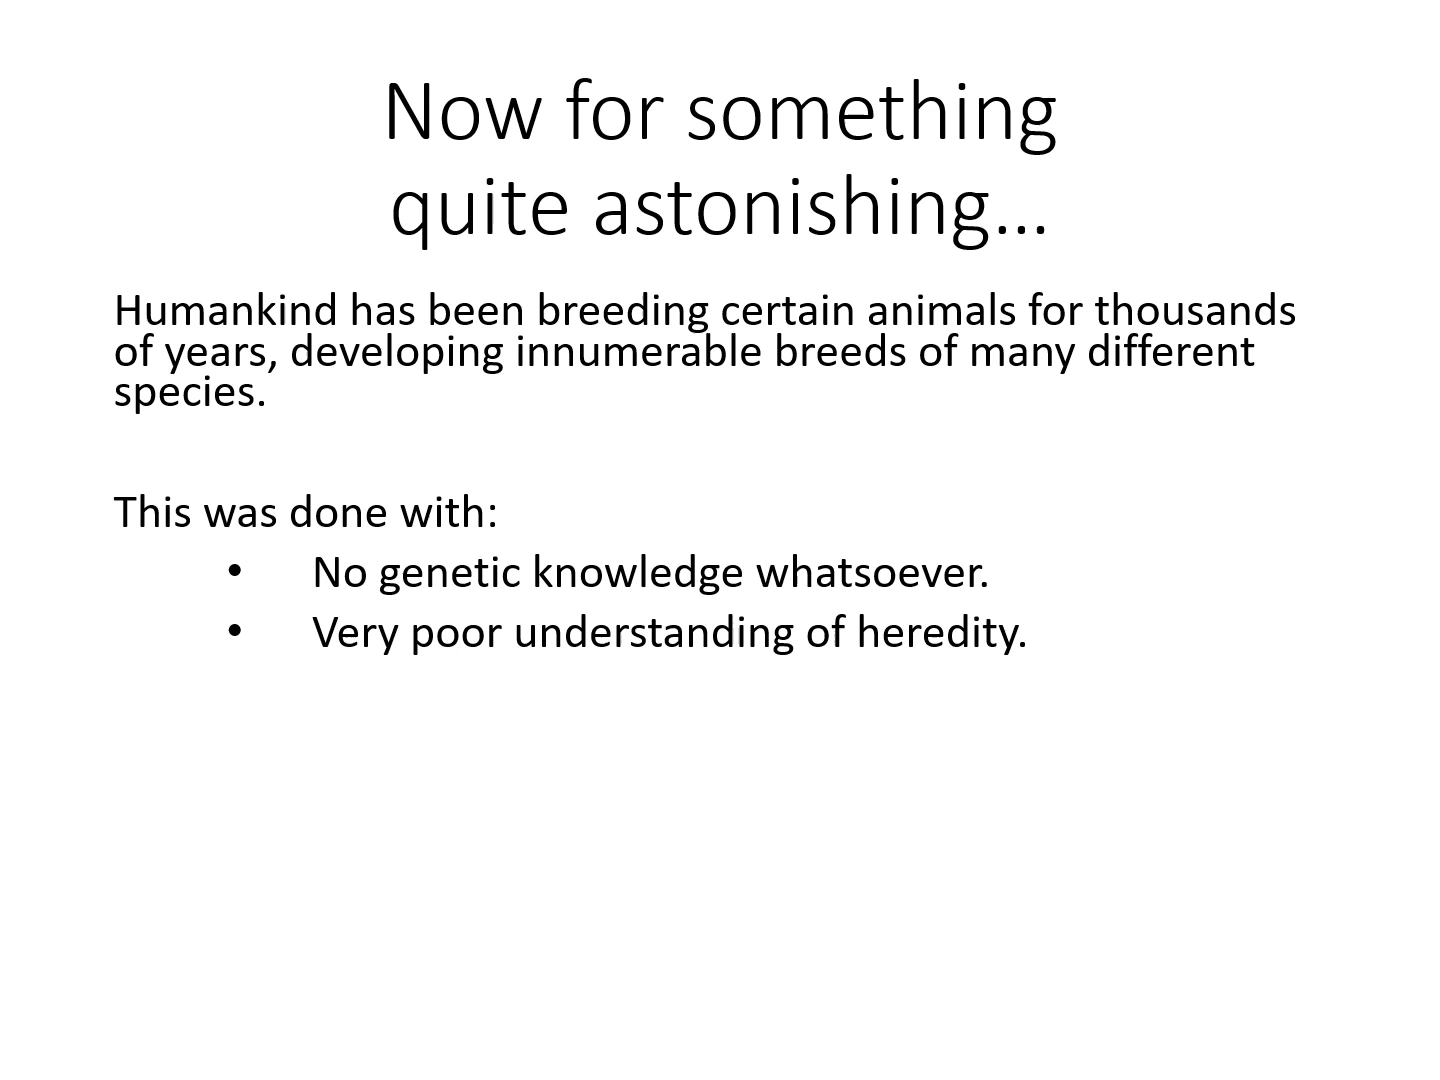 Now for something
quite astonishing…
Humankind has been breeding certain animals for thousands
of years, developing innumerable breeds of many different
species.
This was done with:
• No genetic knowledge whatsoever.
• Very poor understanding of heredity.